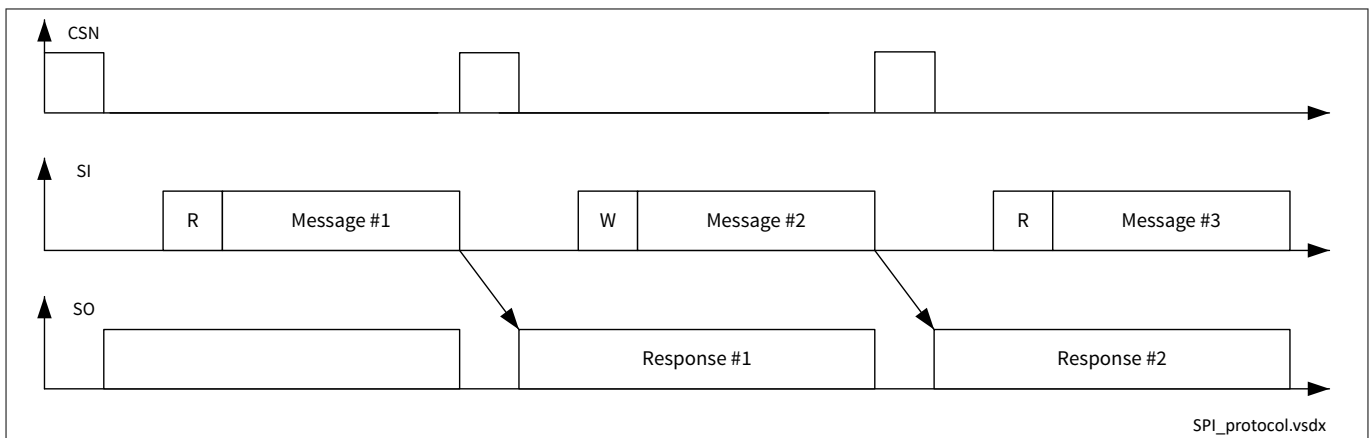 CSN
SI
R Message #1 W Message #2 R Message #3
SO
Response #1 Response #2
SPI_protocol.vsdx